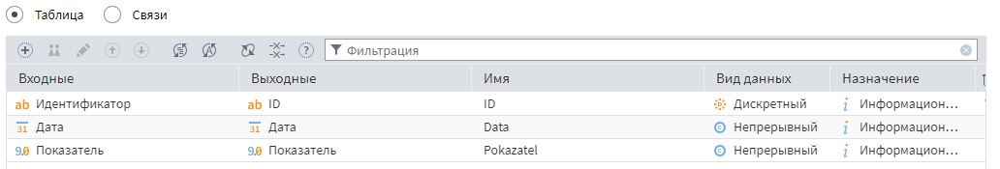 Таблица Связи
Фильтрация
Входные Выходные Имя Вид данных Назначение
ab Идентификатор ab ID ID Дискретный i Информацион...
31 Дата 31 Дата Data Непрерывный i Информацион...
9.0 Показатель 9.0 Показатель Pokazatel Непрерывный i Информацион...